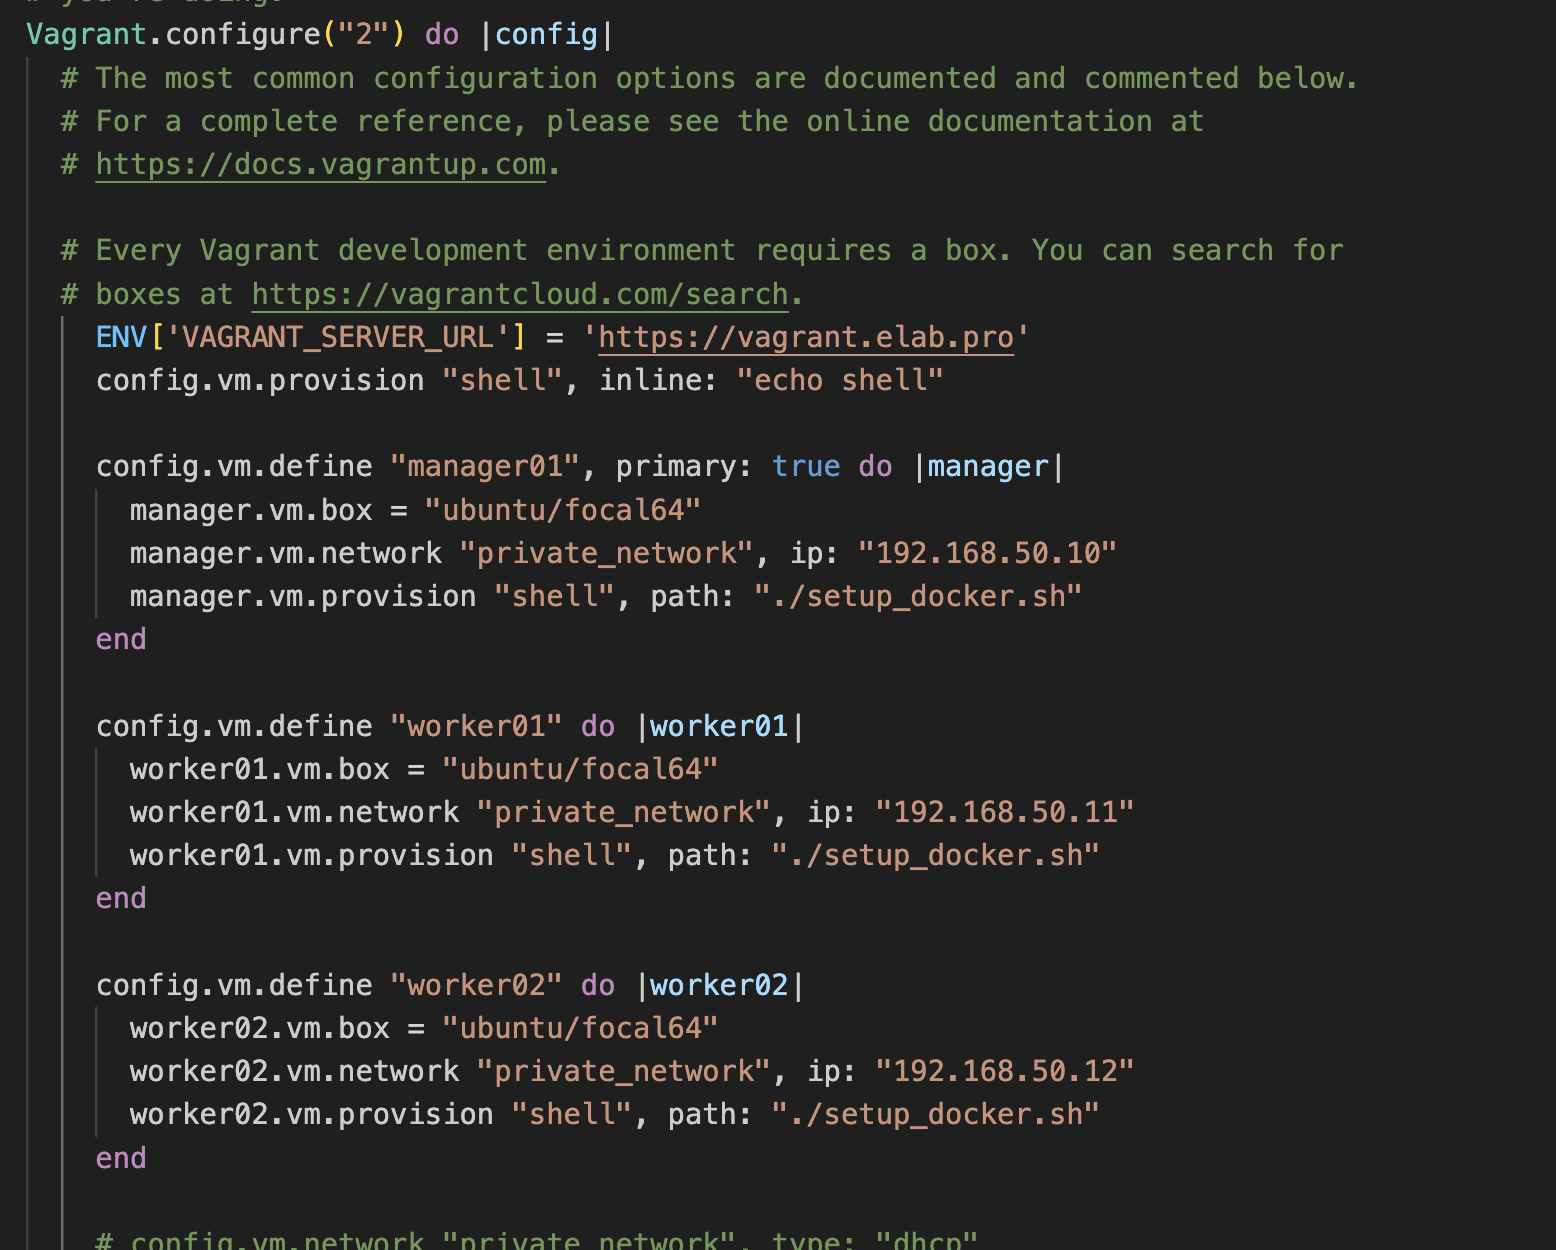 # you're doing.
Vagrant.configure("2") do |config|
# The most common configuration options are documented and commented below.
# For a complete reference, please see the online documentation at
# https://docs.vagrantup.com.
# Every Vagrant development environment requires a box. You can search for
# boxes at https://vagrantcloud.com/search.
ENV['VAGRANT_SERVER_URL'] = 'https://vagrant.elab.pro'
config.vm.provision "shell", inline: "echo shell"
config.vm.define "manager01", primary: true do |manager|
manager.vm.box = "ubuntu/focal64"
manager.vm.network "private_network", ip: "192.168.50.10"
manager.vm.provision "shell", path: "./setup_docker.sh"
end
config.vm.define "worker01" do |worker01|
worker01.vm.box = "ubuntu/focal64"
worker01.vm.network "private_network", ip: "192.168.50.11"
worker01.vm.provision "shell", path: "./setup_docker.sh"
end
config.vm.define "worker02" do |worker02|
worker02.vm.box = "ubuntu/focal64"
worker02.vm.network "private_network", ip: "192.168.50.12"
worker02.vm.provision "shell", path: "./setup_docker.sh"
end
# config.vm.network "private_network", type: "dhcp"